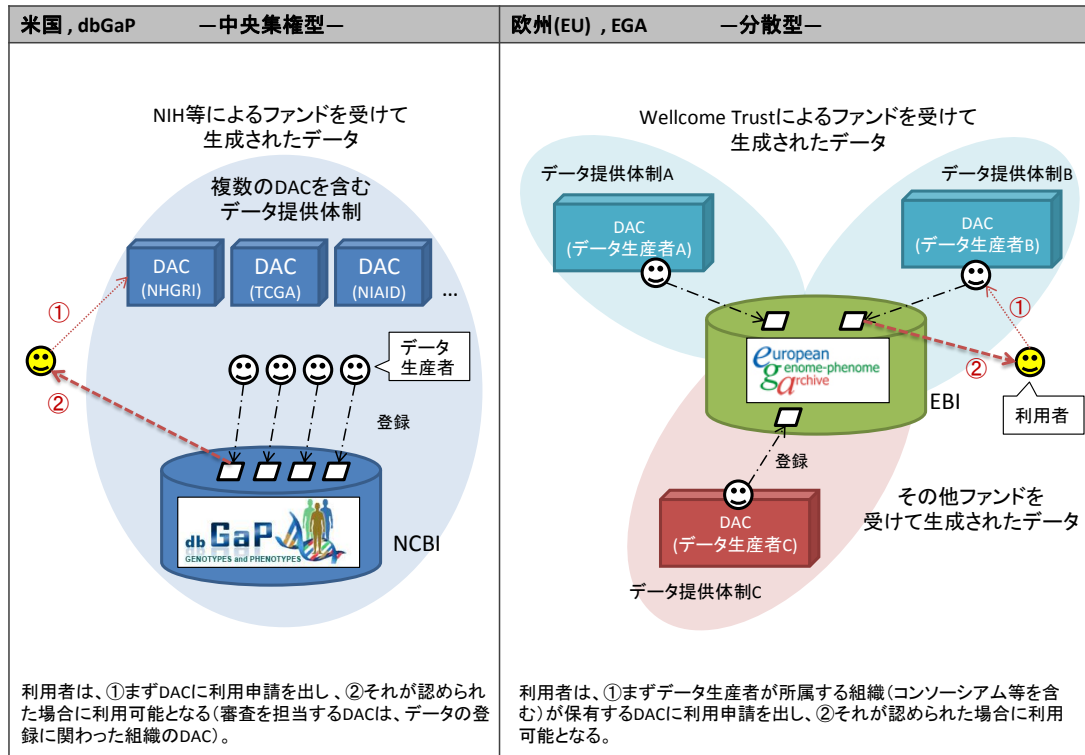 米国 , dbGaP ―中央集権型―
NIH等によるファンドを受けて
生成されたデータ
複数のDACを含む
データ提供体制
DAC
(NHGRI)
DAC
(TCGA)
DAC
(NIAID)
...
①
②
データ
生産者
登録
db GaP
GENOTYPES and PHENOTYPES
NCBI
利用者は、①まずDACに利用申請を出し、②それが認められ
た場合に利用可能となる(審査を担当するDACは、データの登
録に関わった組織のDAC)。
欧州(EU) , EGA ―分散型―
Wellcome Trustによるファンドを受けて
生成されたデータ
データ提供体制A
データ提供体制B
DAC
(データ生産者A)
DAC
(データ生産者B)
①
②
european
genome-phenome
archive
EBI
利用者
登録
DAC
(データ生産者C)
データ提供体制C
その他ファンドを
受けて生成されたデータ
利用者は、①まずデータ生産者が所属する組織(コンソーシアム等を含
む)が保有するDACに利用申請を出し、②それが認められた場合に利用
可能となる。